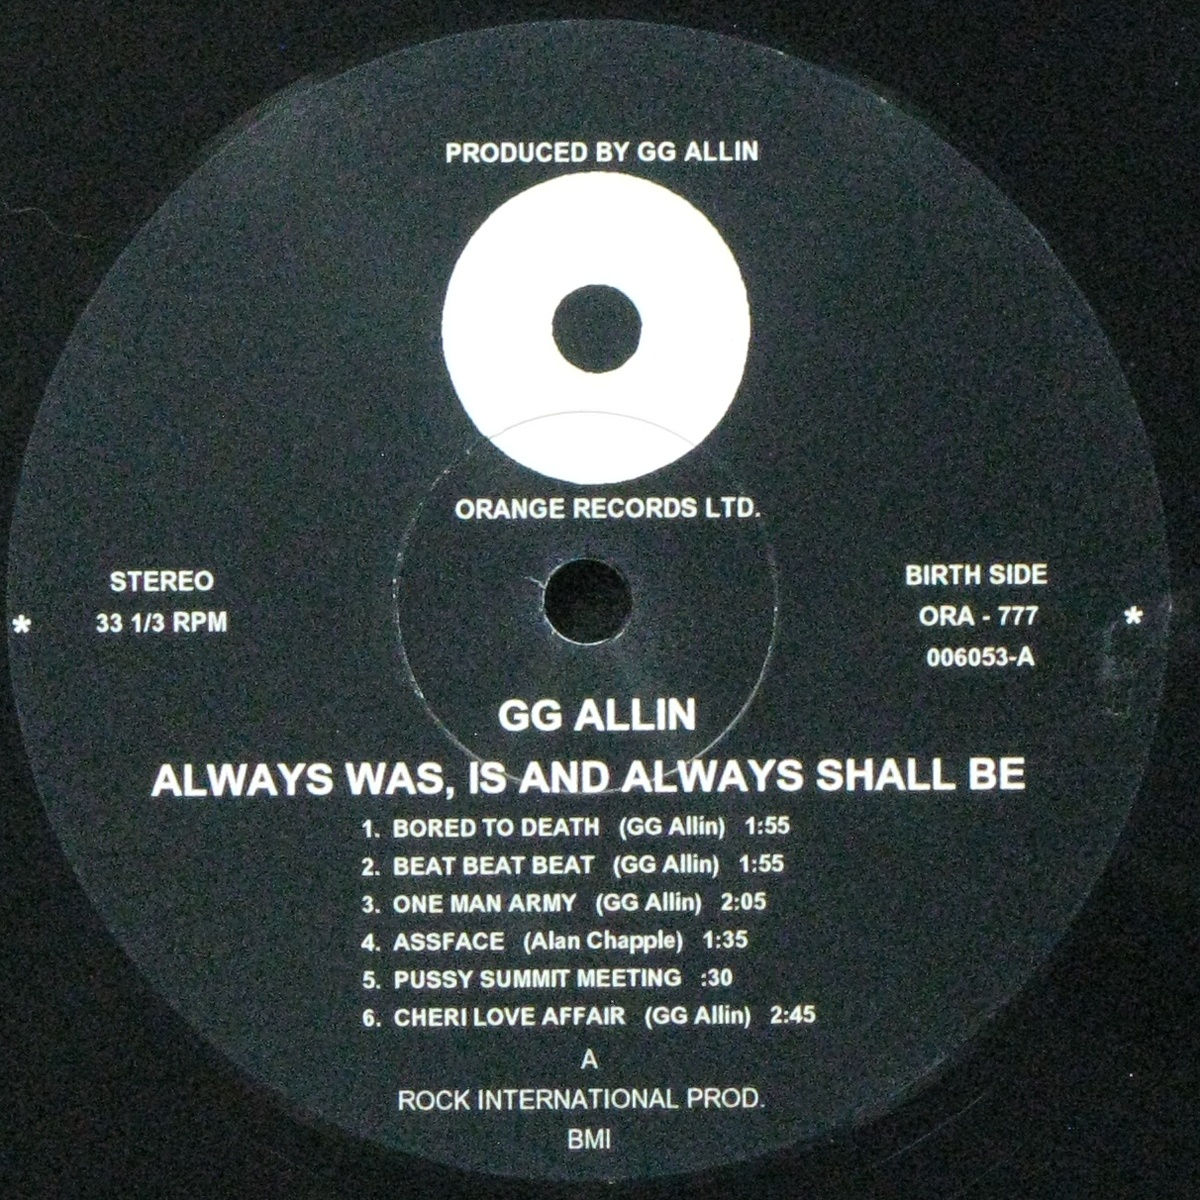 PRODUCED BY GG ALLIN
ORANGE RECORDS LTD.
STEREO
* 33 1/3 RPM
BIRTH SIDE
ORA - 777 *
006053-A
GG ALLIN
ALWAYS WAS, IS AND ALWAYS SHALL BE
1. BORED TO DEATH (GG Allin) 1:55
2. BEAT BEAT BEAT (GG Allin) 1:55
3. ONE MAN ARMY (GG Allin) 2:05
4. ASSFACE (Alan Chapple) 1:35
5. PUSSY SUMMIT MEETING :30
6. CHERI LOVE AFFAIR (GG Allin) 2:45
A
ROCK INTERNATIONAL PROD.
BMI